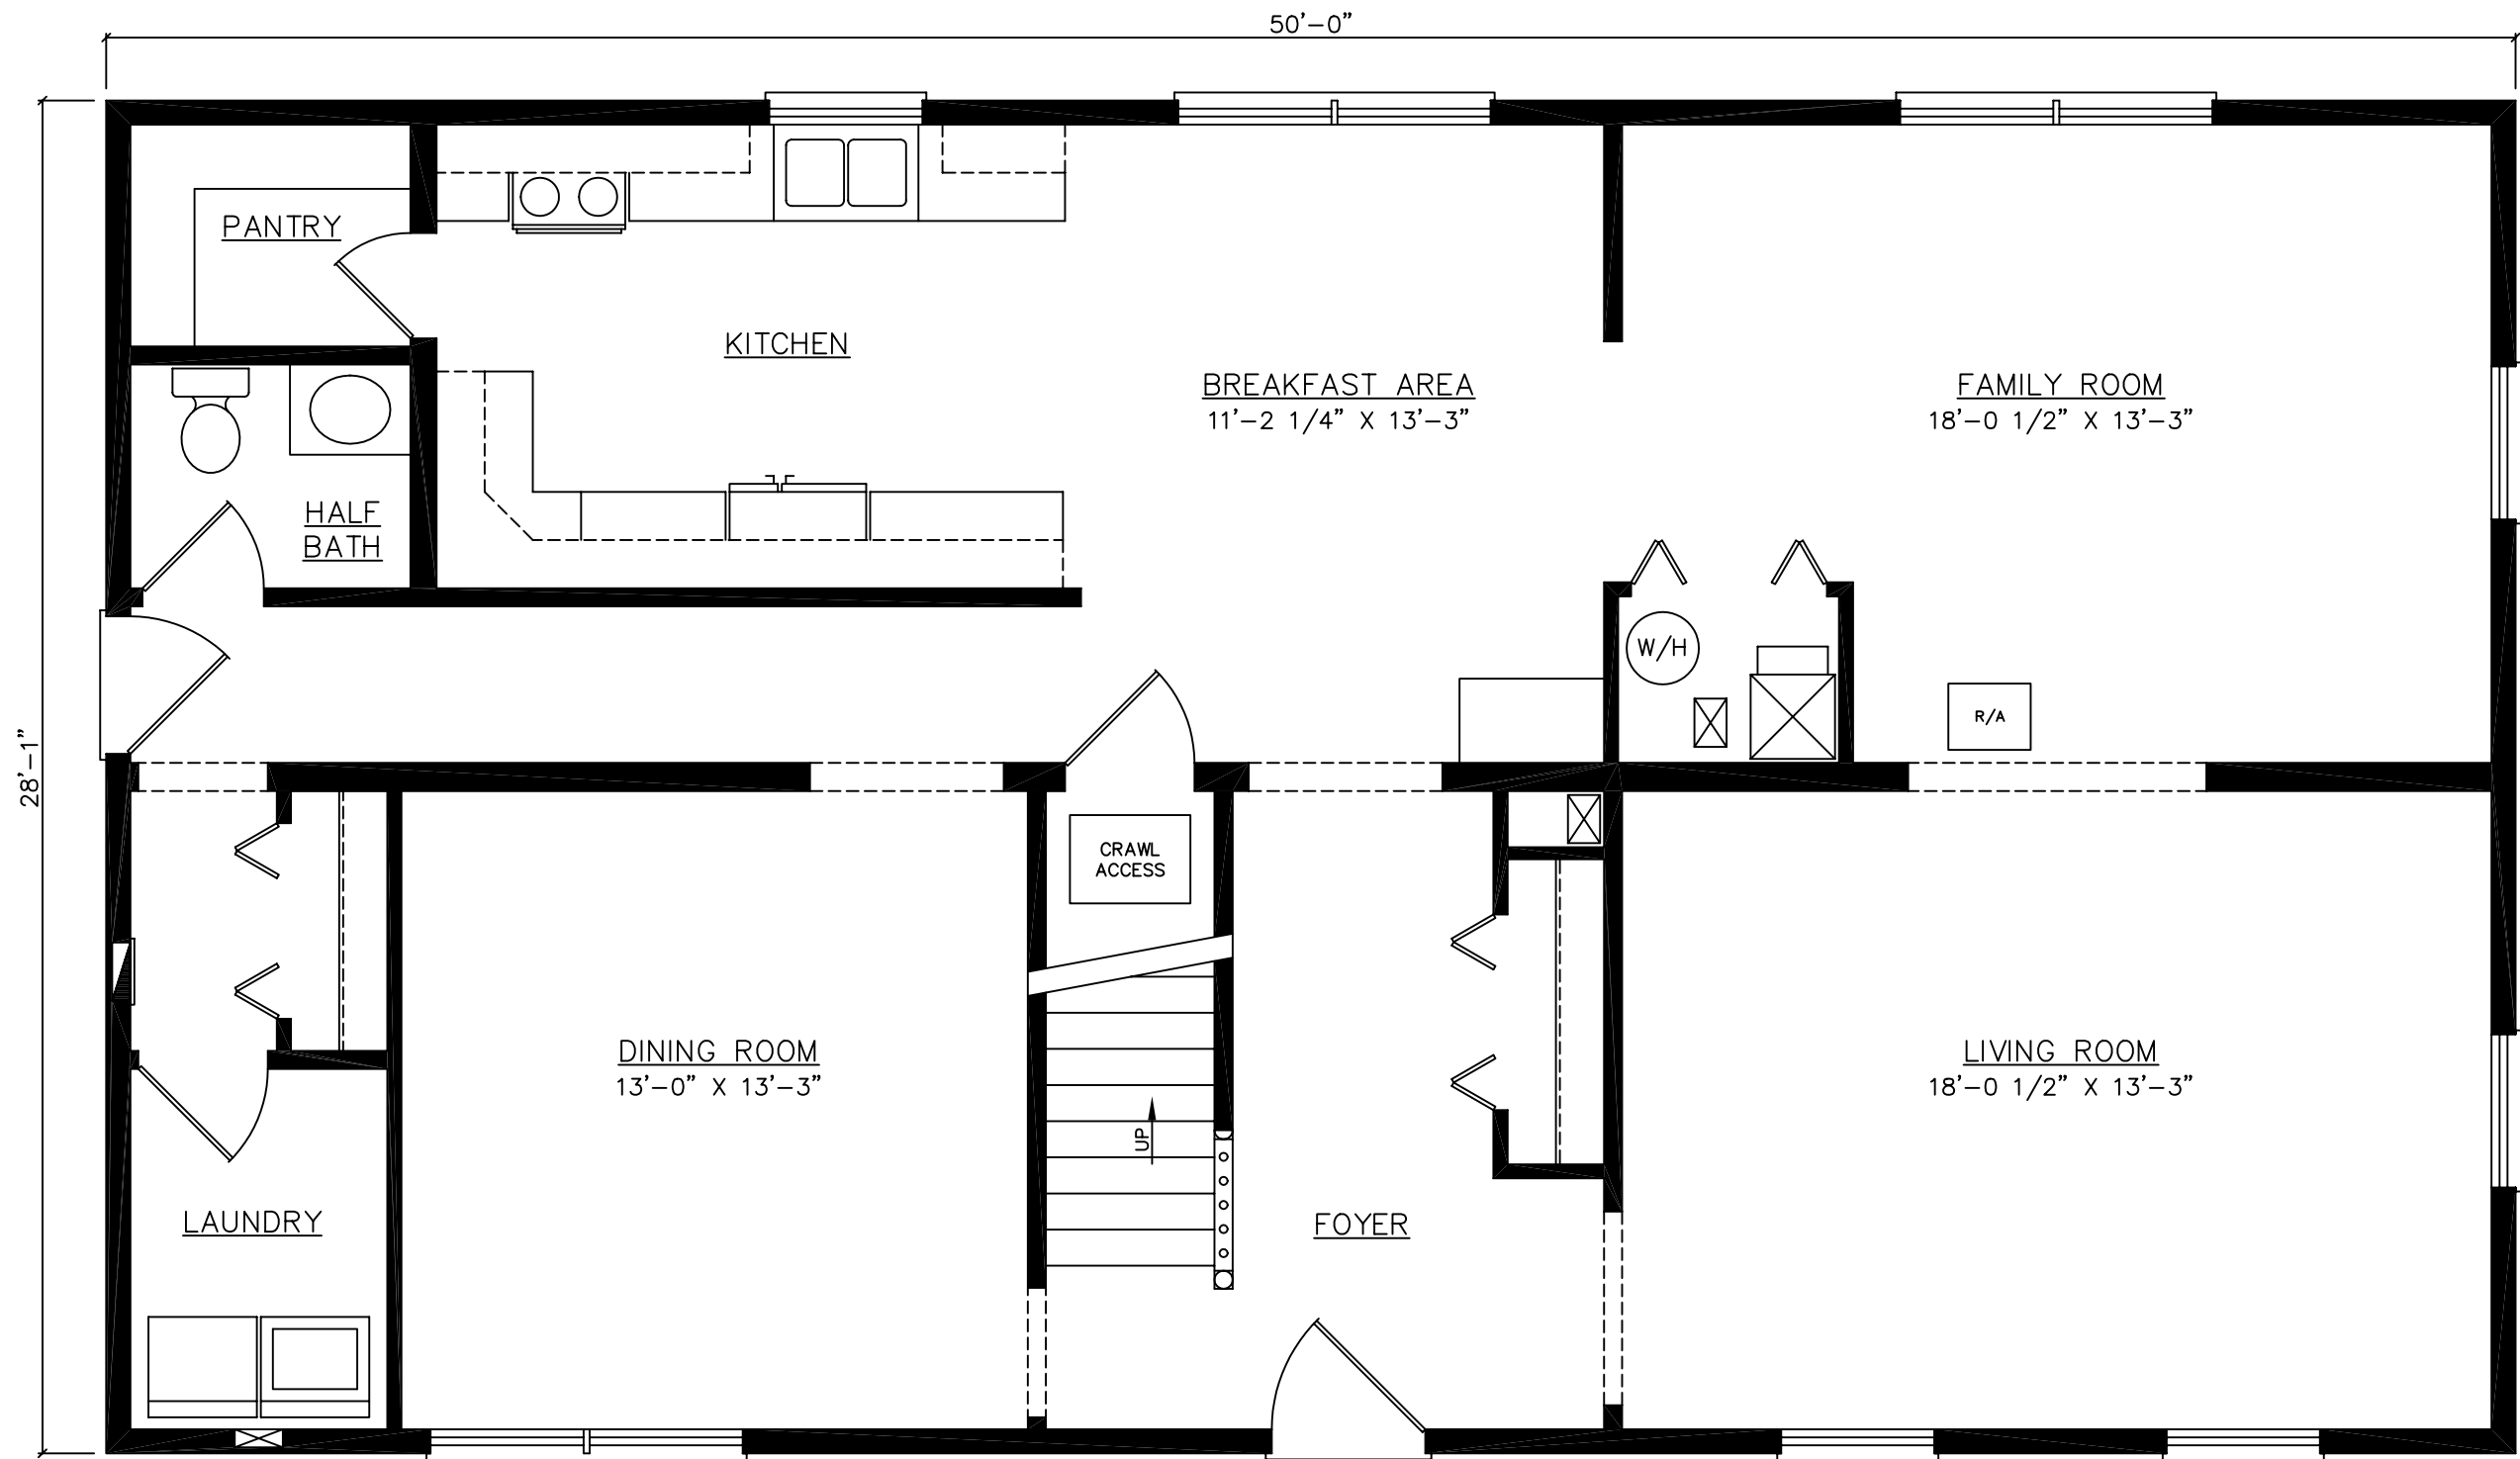 50'-0"
28'-1"
PANTRY
KITCHEN
BREAKFAST AREA
11'-2 1/4" X 13'-3"
FAMILY ROOM
18'-0 1/2" X 13'-3"
HALF
BATH
W/H
R/A
CRAWL
ACCESS
DINING ROOM
13'-0" X 13'-3"
LIVING ROOM
18'-0 1/2" X 13'-3"
UP
LAUNDRY
FOYER